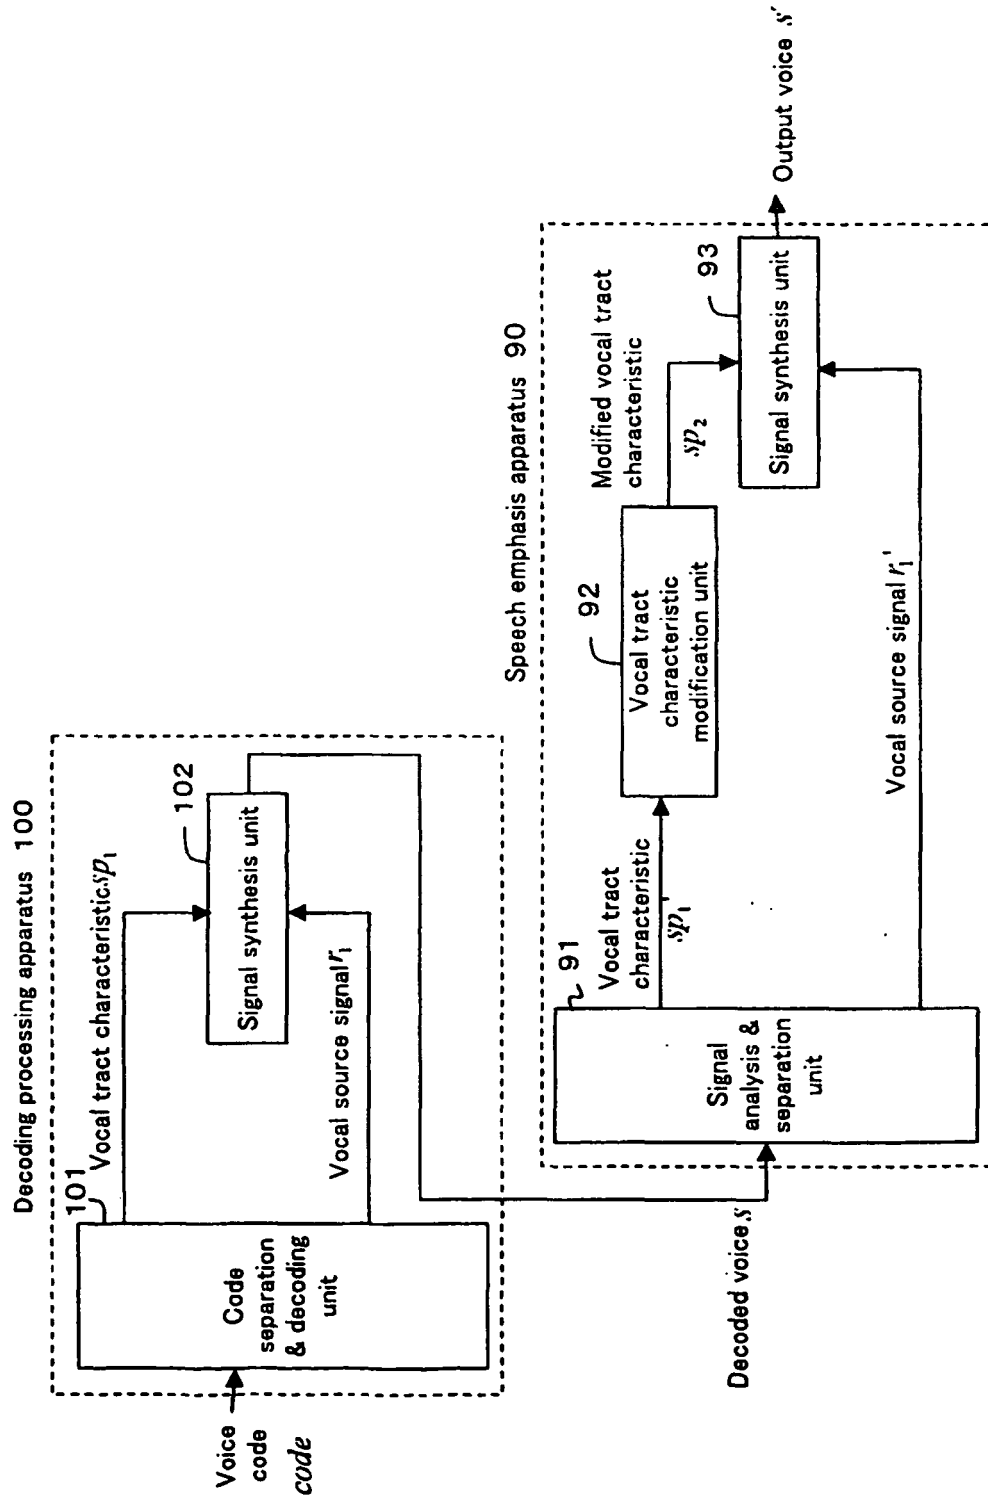 Decoding processing apparatus 100
Voice
code
code
101
Code
separation
& decoding
unit
Vocal tract characteristic sp1
Vocal source signal r1
102
Signal synthesis unit
Decoded voice s
Speech emphasis apparatus 90
91
Signal
analysis &
separation
unit
Vocal tract
characteristic
sp1'
92
Vocal tract
characteristic
modification unit
Modified vocal tract
characteristic
sp2
Vocal source signal r1'
93
Signal synthesis unit
Output voice s'